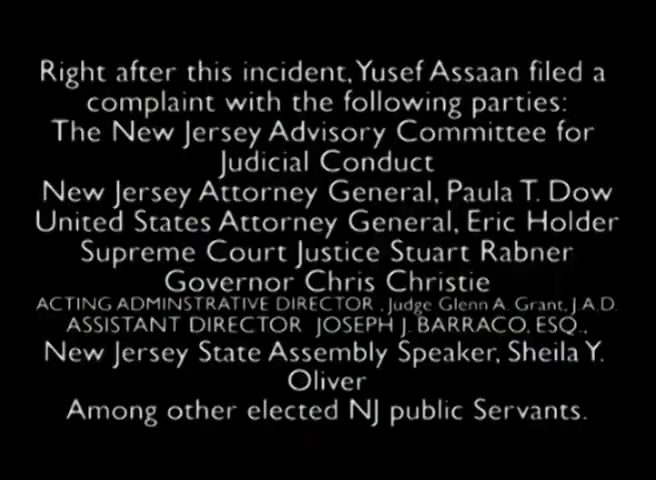 Right after this incident, Yusef Assaan filed a
complaint with the following parties:
The New Jersey Advisory Committee for
Judicial Conduct
New Jersey Attorney General, Paula T. Dow
United States Attorney General, Eric Holder
Supreme Court Justice Stuart Rabner
Governor Chris Christie
ACTING ADMINSTRATIVE DIRECTOR , Judge Glenn A. Grant, J.A.D.
ASSISTANT DIRECTOR JOSEPH J. BARRACO, ESQ.,
New Jersey State Assembly Speaker, Sheila Y.
Oliver
Among other elected NJ public Servants.